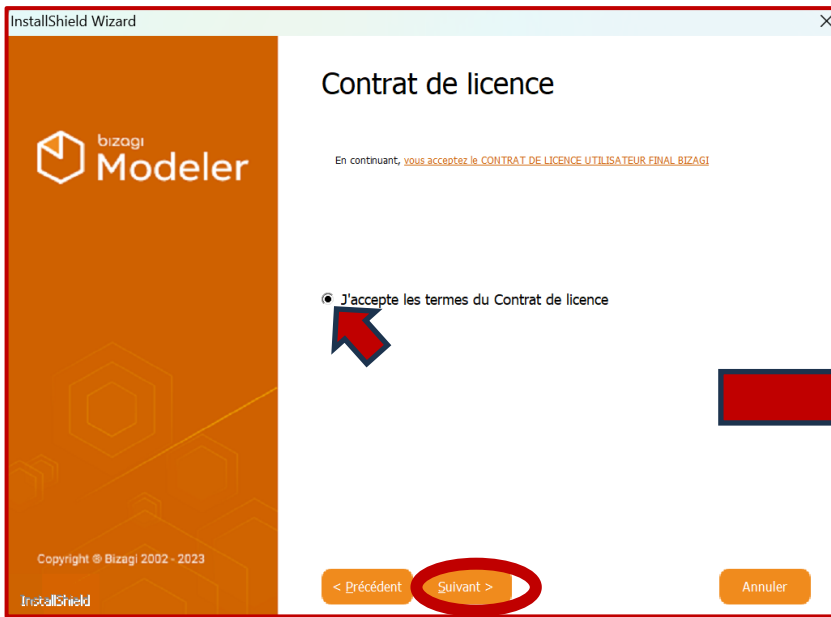 InstallShield Wizard
Contrat de licence
bizagi
Modeler
En continuant, vous acceptez le CONTRAT DE LICENCE UTILISATEUR FINAL BIZAGI
J'accepte les termes du Contrat de licence
Copyright © Bizagi 2002 - 2023
< Précédent
Suivant >
Annuler
InstallShield